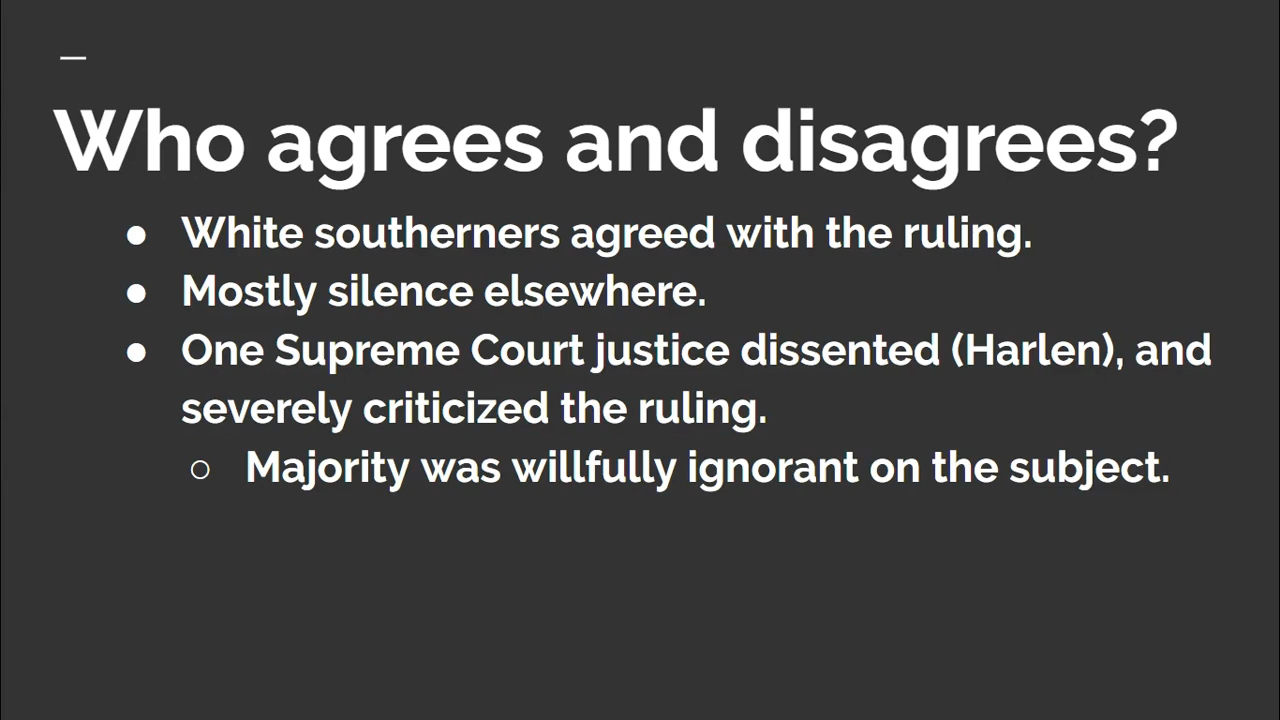 Who agrees and disagrees?
● White southerners agreed with the ruling.
● Mostly silence elsewhere.
● One Supreme Court justice dissented (Harlen), and
severely criticized the ruling.
○ Majority was willfully ignorant on the subject.